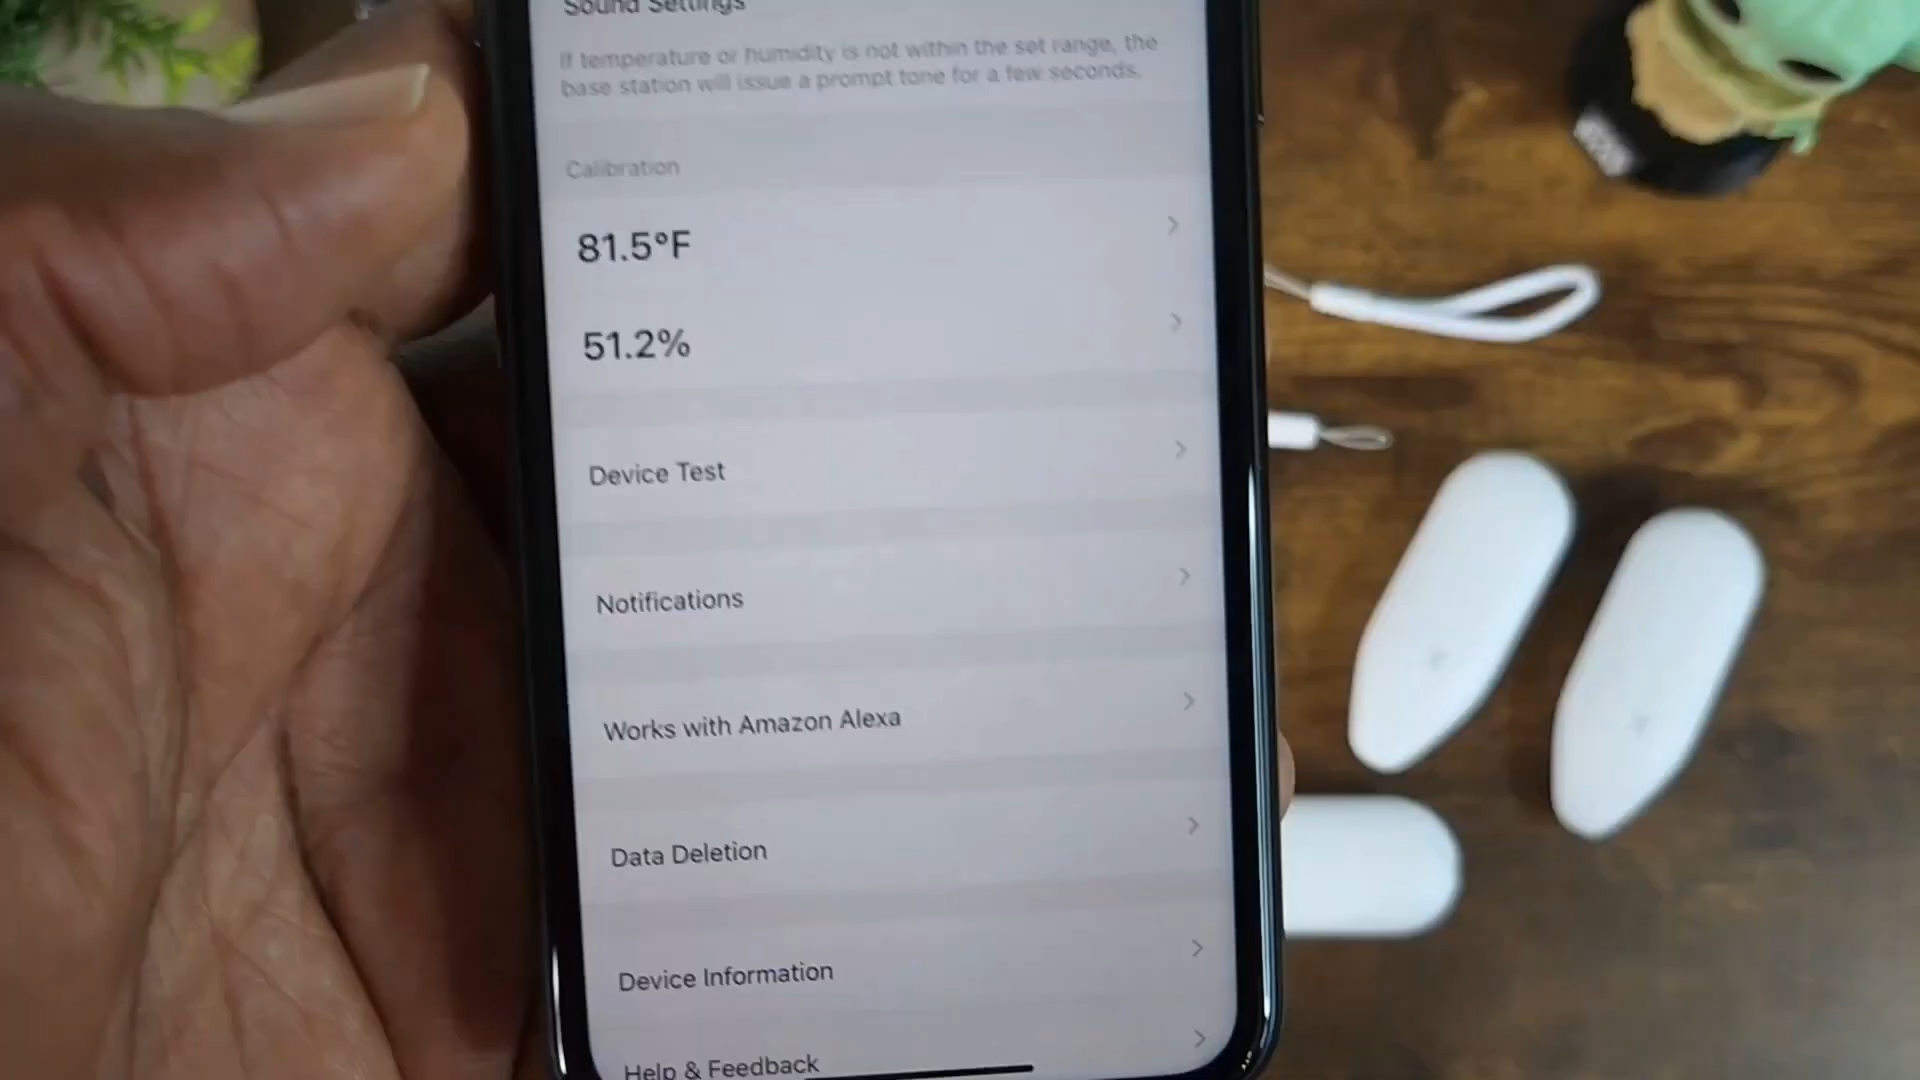 Sound Settings
If temperature or humidity is not within the set range, the
base station will issue a prompt tone for a few seconds.
Calibration
81.5°F
51.2%
Device Test
Notifications
Works with Amazon Alexa
Data Deletion
Device Information
Help & Feedback